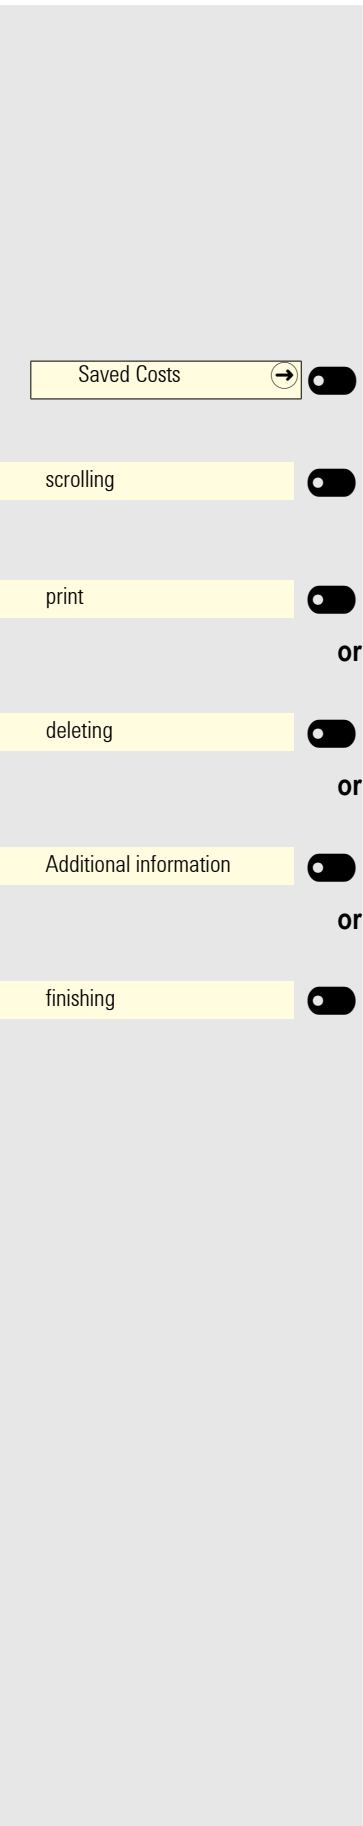 Saved Costs
scrolling
print
or
deleting
or
Additional information
or
finishing